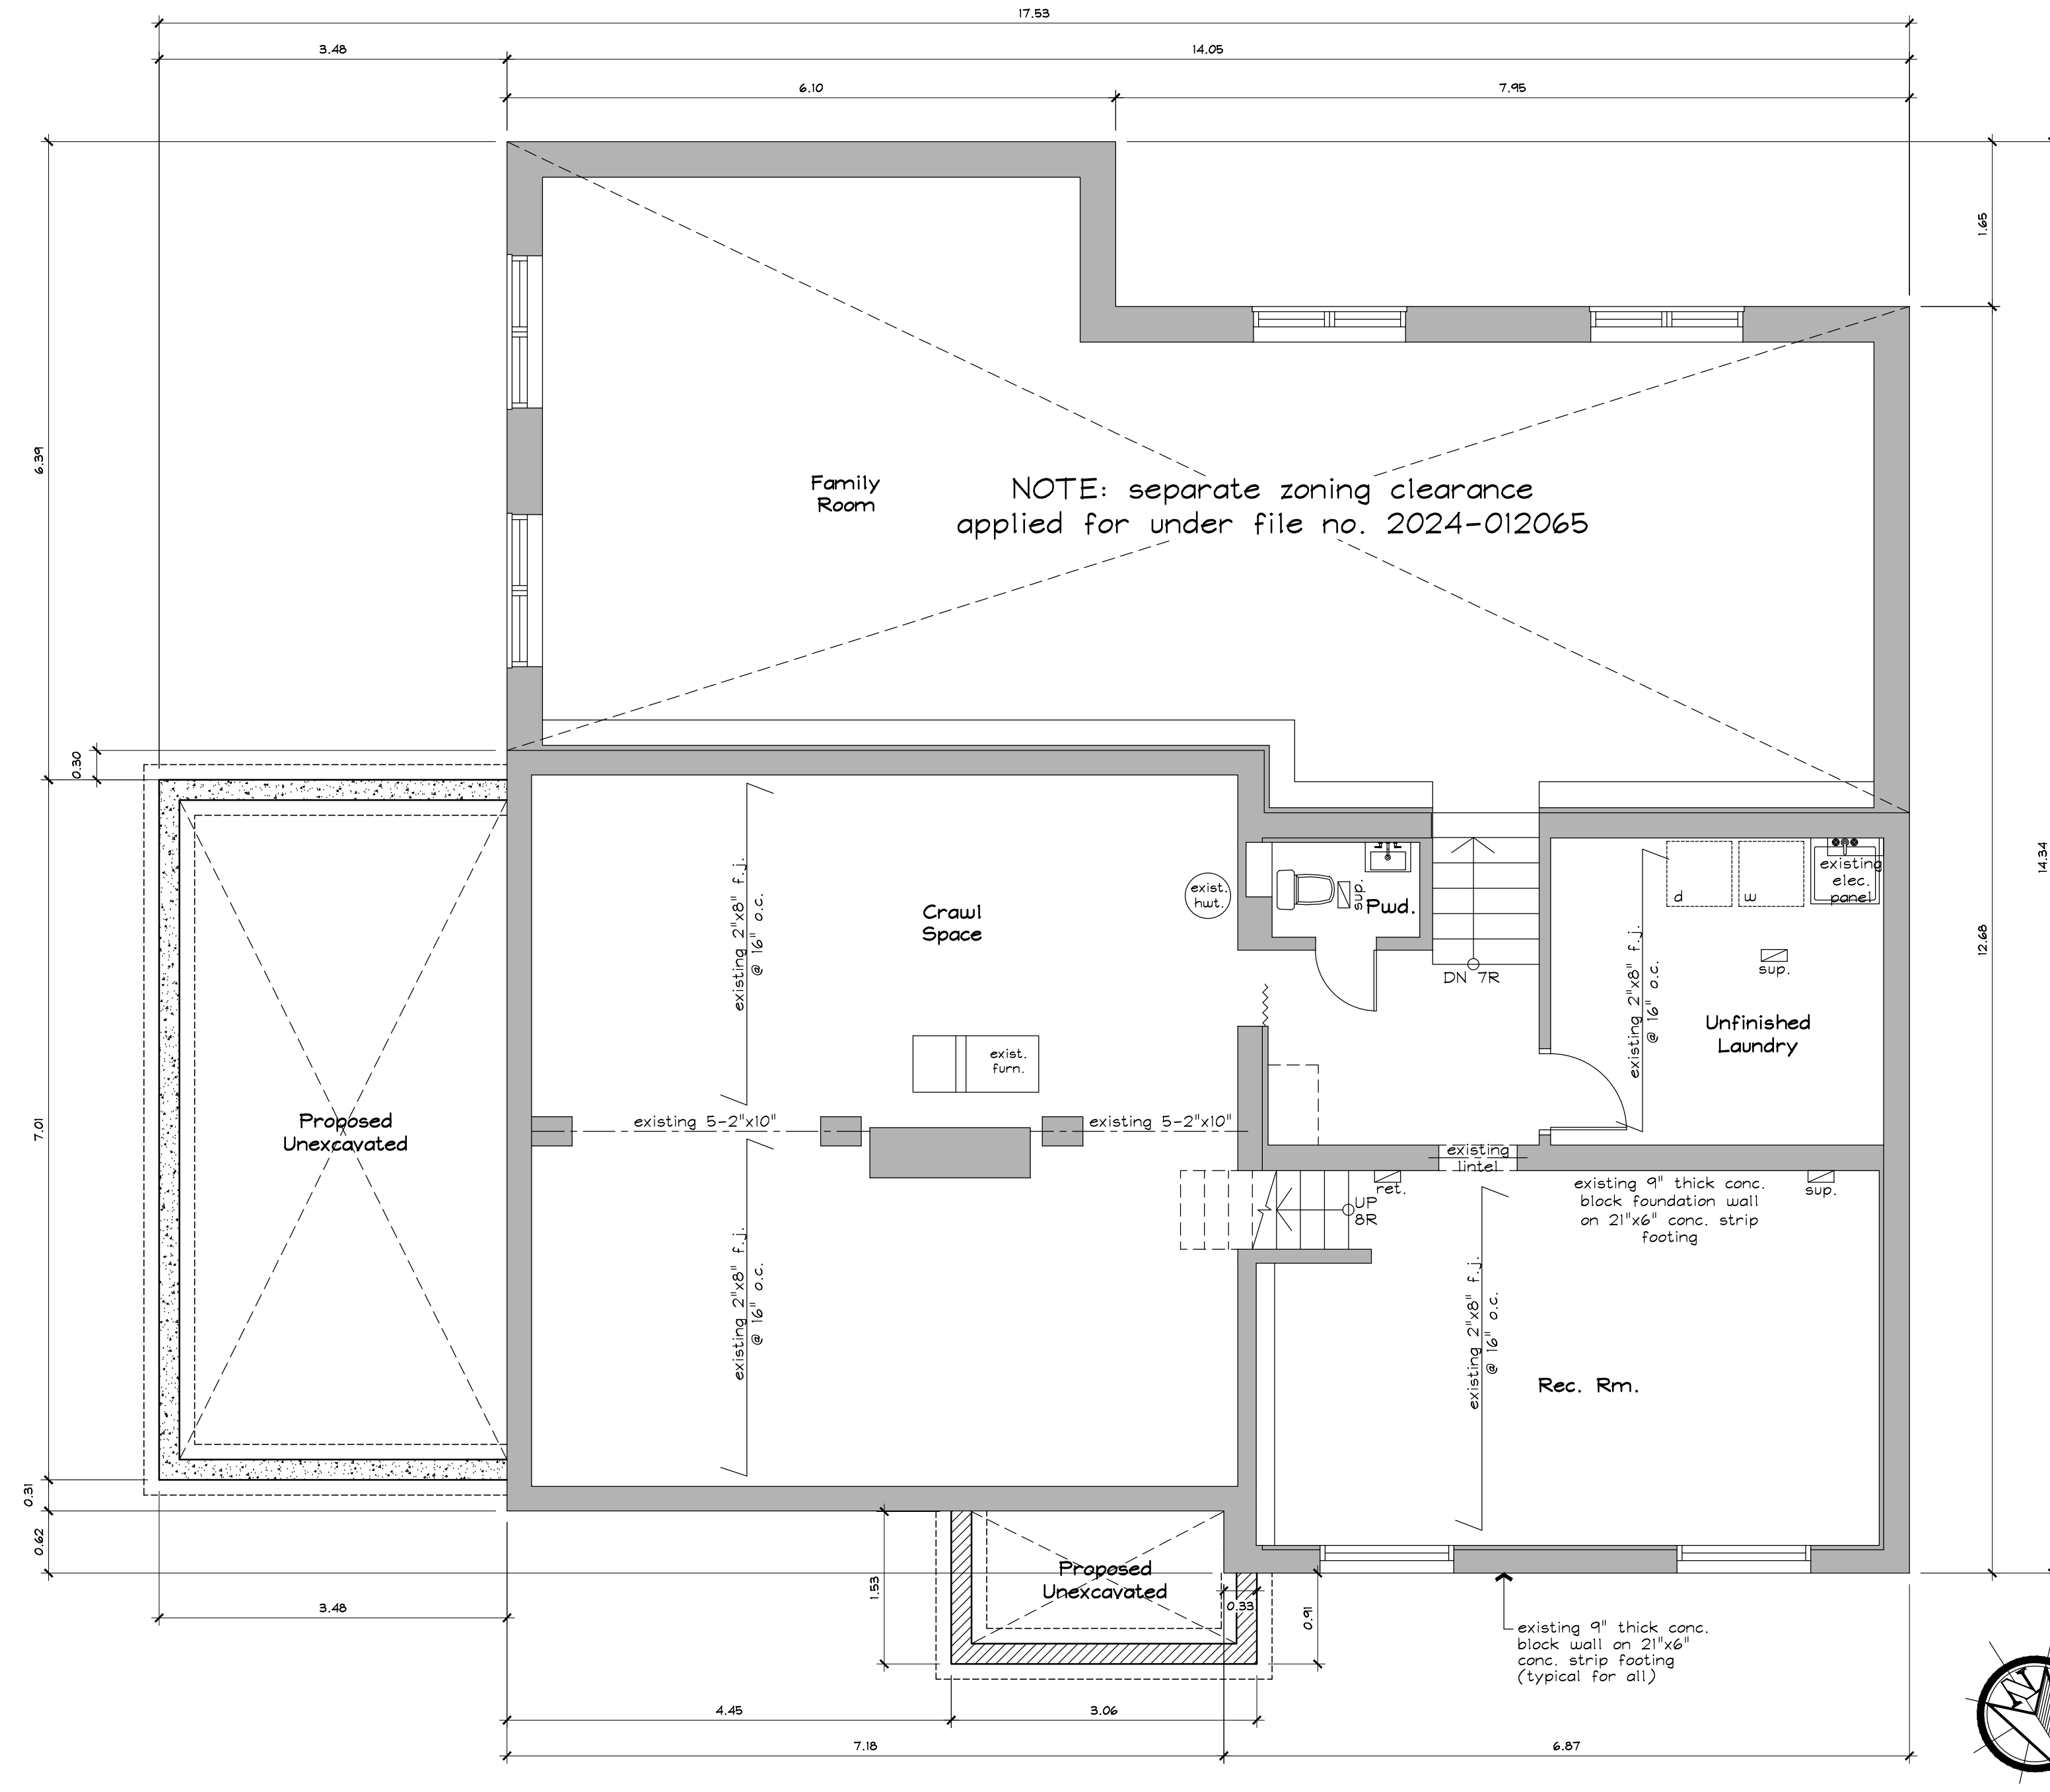 17.53
3.48
14.05
6.10
7.95
1.65
6.39
Family
Room
NOTE: separate zoning clearance
applied for under file no. 2024-012065
0.30
14.34
12.68
existing 2"x8" f.j.
@ 16" o.c.
Crawl
Space
exist.
hwt.
sup.
Pwd.
DN 7R
d
w
existing
elec.
panel
sup.
existing 2"x8" f.j.
@ 16" o.c.
Unfinished
Laundry
exist.
furn.
7.01
Proposed
Unexcavated
existing 5-2"x10"
existing 5-2"x10"
existing
lintel
ret.
UP
8R
existing 9" thick conc.
block foundation wall
on 21"x6" conc. strip
footing
sup.
existing 2"x8" f.j.
@ 16" o.c.
existing 2"x8" f.j.
@ 16" o.c.
Rec. Rm.
0.31
0.62
1.53
Proposed
Unexcavated
0.33
0.91
3.48
existing 9" thick conc.
block wall on 21"x6"
conc. strip footing
(typical for all)
4.45
3.06
7.18
6.87
N